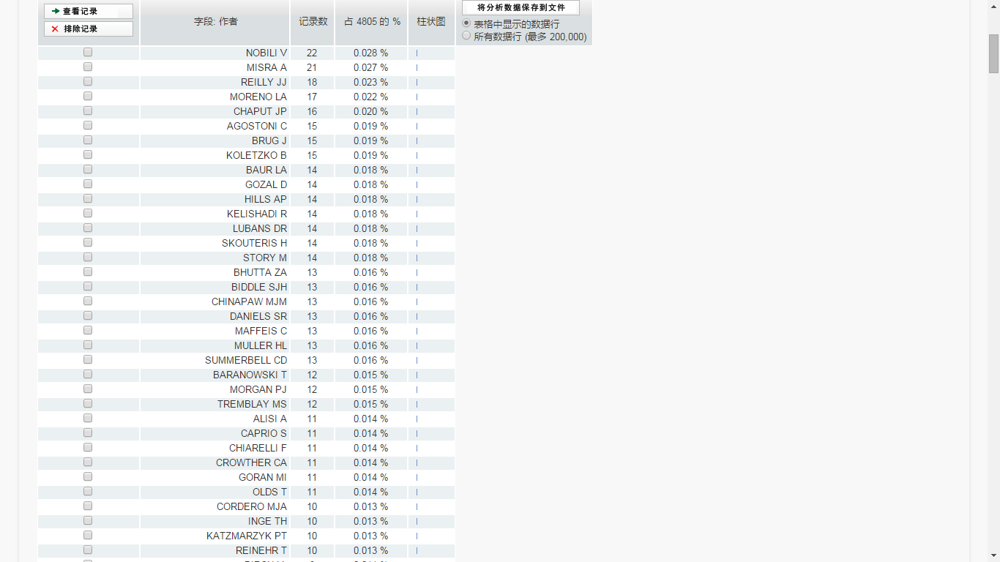 查看记录
排除记录
字段: 作者 记录数 占 4805 的 % 柱状图
将分析数据保存到文件
表格中显示的数据行
所有数据行 (最多 200,000)
NOBILI V 22 0.028 %
MISRA A 21 0.027 %
REILLY JJ 18 0.023 %
MORENO LA 17 0.022 %
CHAPUT JP 16 0.020 %
AGOSTONI C 15 0.019 %
BRUG J 15 0.019 %
KOLETZKO B 15 0.019 %
BAUR LA 14 0.018 %
GOZAL D 14 0.018 %
HILLS AP 14 0.018 %
KELISHADI R 14 0.018 %
LUBANS DR 14 0.018 %
SKOUTERIS H 14 0.018 %
STORY M 14 0.018 %
BHUTTA ZA 13 0.016 %
BIDDLE SJH 13 0.016 %
CHINAPAW MJM 13 0.016 %
DANIELS SR 13 0.016 %
MAFFEIS C 13 0.016 %
MULLER HL 13 0.016 %
SUMMERBELL CD 13 0.016 %
BARANOWSKI T 12 0.015 %
MORGAN PJ 12 0.015 %
TREMBLAY MS 12 0.015 %
ALISI A 11 0.014 %
CAPRIO S 11 0.014 %
CHIARELLI F 11 0.014 %
CROWTHER CA 11 0.014 %
GORAN MI 11 0.014 %
OLDS T 11 0.014 %
CORDERO MJA 10 0.013 %
INGE TH 10 0.013 %
KATZMARZYK PT 10 0.013 %
REINEHR T 10 0.013 %